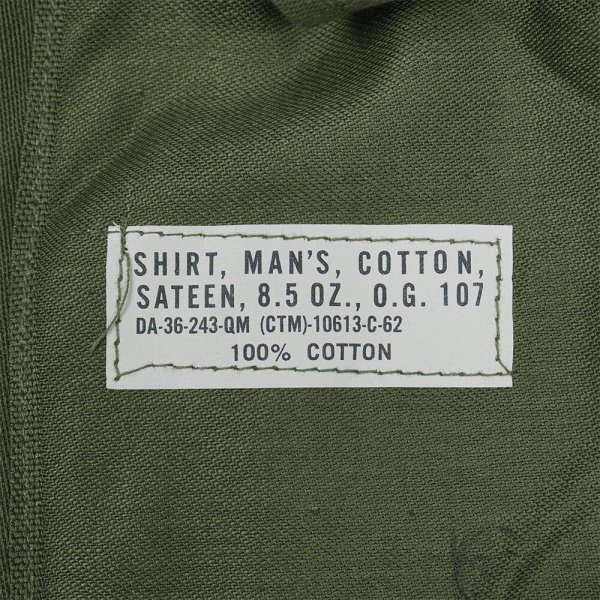 SHIRT, MAN'S, COTTON,
SATEEN, 8.5 OZ., O.G. 107
DA-36-243-QM (CTM)-10613-C-62
100% COTTON